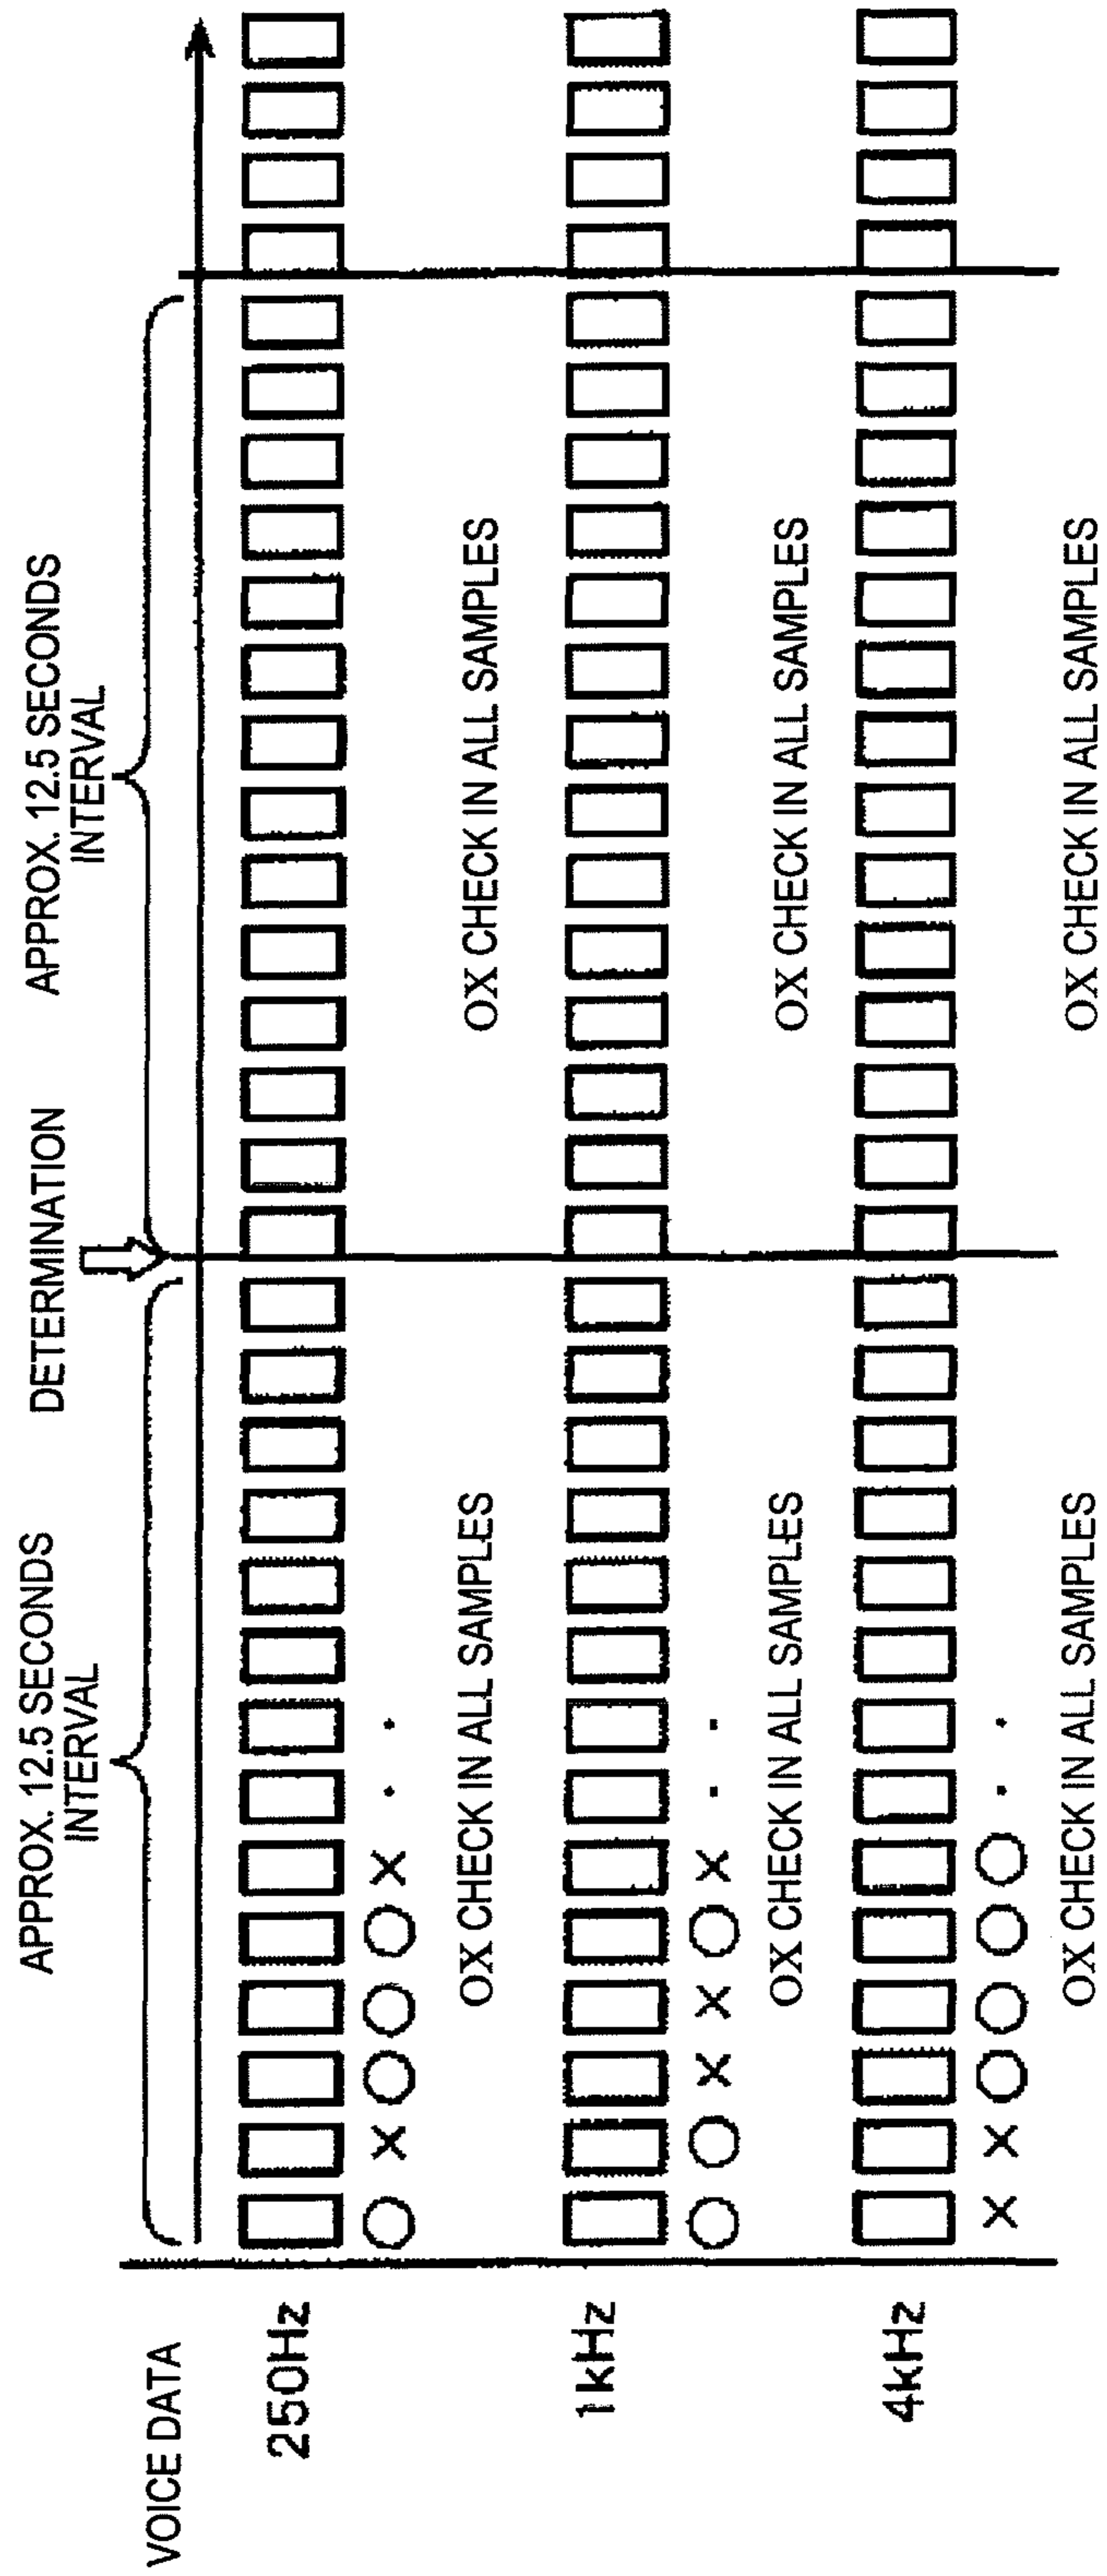 APPROX. 12.5 SECONDS
INTERVAL
DETERMINATION
APPROX. 12.5 SECONDS
INTERVAL
VOICE DATA
250Hz
○ × ○ ○ ○ × · ·
OX CHECK IN ALL SAMPLES
OX CHECK IN ALL SAMPLES
1kHz
○ ○ × × ○ × · ·
OX CHECK IN ALL SAMPLES
OX CHECK IN ALL SAMPLES
4kHz
× × ○ ○ ○ ○ · ·
OX CHECK IN ALL SAMPLES
OX CHECK IN ALL SAMPLES